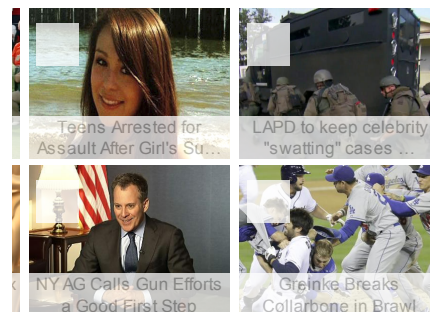 Teens Arrested for
Assault After Girl's Su...
LAPD to keep celebrity
"swatting" cases ...
x
NY AG Calls Gun Efforts
a Good First Step
Greinke Breaks
Collarbone in Brawl